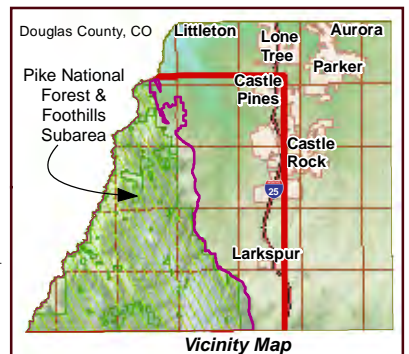 Douglas County, CO
Littleton
Aurora
Lone
Tree
Parker
Pike National
Forest &
Foothills
Subarea
Castle
Pines
Castle
Rock
25
Larkspur
Vicinity Map